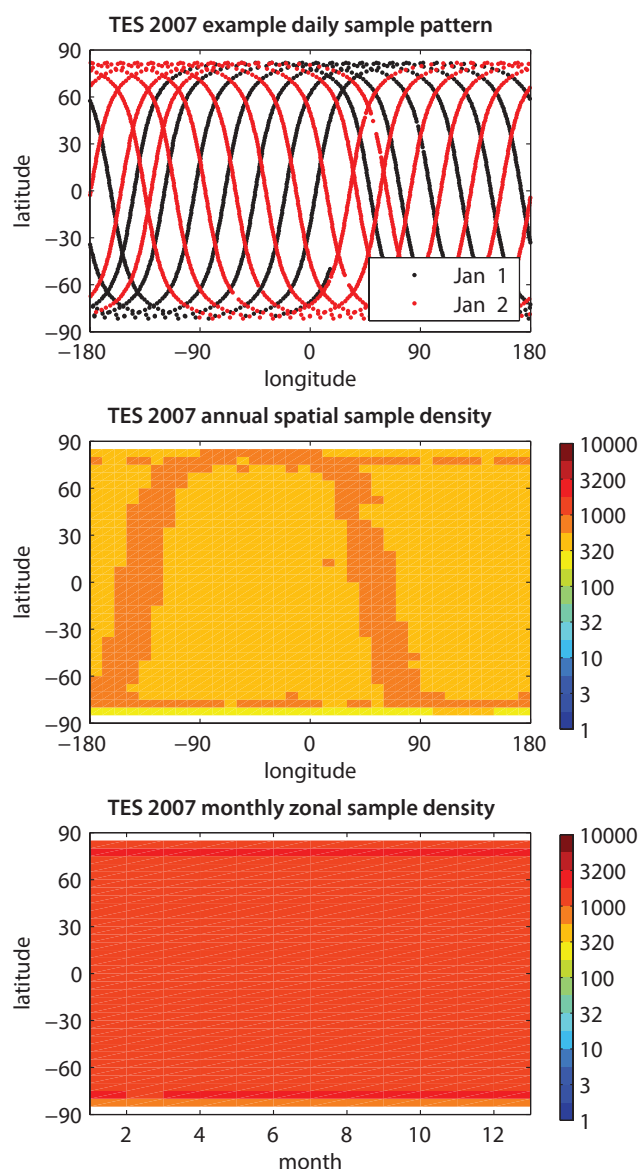 TES 2007 example daily sample pattern
90
60
30
0
−30
−60
−90
latitude
Jan 1
Jan 2
−180 −90 0 90 180
longitude
TES 2007 annual spatial sample density
90
60
30
0
−30
−60
−90
latitude
−180 −90 0 90 180
longitude
10000
3200
1000
320
100
32
10
3
1
TES 2007 monthly zonal sample density
90
60
30
0
−30
−60
−90
latitude
2 4 6 8 10 12
month
10000
3200
1000
320
100
32
10
3
1